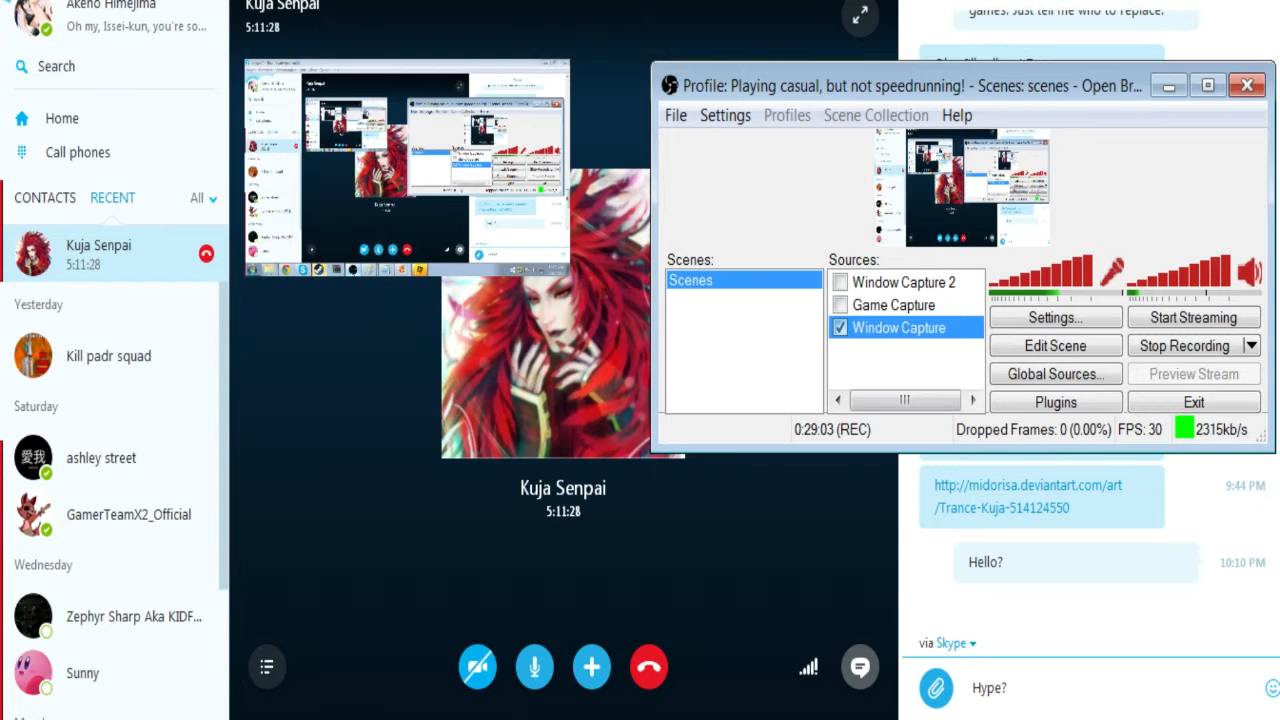 Akeno Himejima
Oh my, Issei-kun, you're so...
Search
Home
Call phones
CONTACTS RECENT All
Kuja Senpai
5:11:28
Yesterday
Kill padr squad
Saturday
愛我
ashley street
GamerTeamX2_Official
Wednesday
Zephyr Sharp Aka KIDF...
Sunny
Kuja Senpai
5:11:28
Kuja Senpai
5:11:28
games. Just tell me who to replace.
Profile: Playing casual, but not speedrunning! - Scenes: scenes - Open Br...
File Settings Profiles Scene Collection Help
Scenes:
Scenes
Sources:
Window Capture 2
Game Capture
Window Capture
Settings...
Start Streaming
Edit Scene
Stop Recording
Global Sources...
Preview Stream
Plugins
Exit
0:29:03 (REC)
Dropped Frames: 0 (0.00%)
FPS: 30
2315kb/s
http://midorisa.deviantart.com/art
/Trance-Kuja-514124550
9:44 PM
Hello?
10:10 PM
via Skype
Hype?